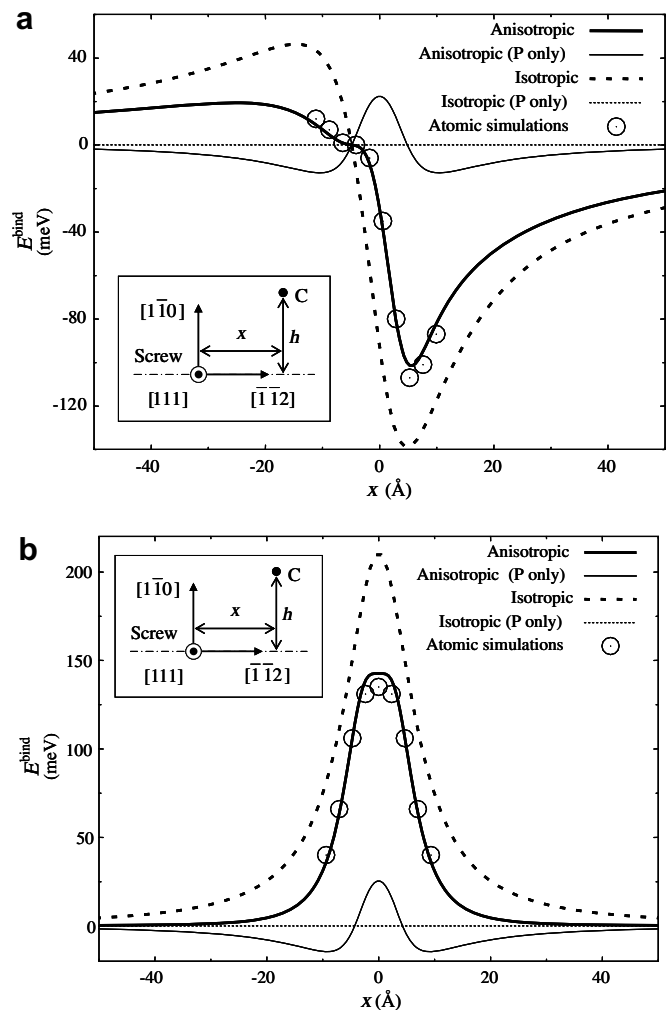 a
Anisotropic
Anisotropic (P only)
Isotropic
Isotropic (P only)
Atomic simulations
40
0
-40
-80
-120
E^bind
(meV)
[11̅0]
C
x
h
Screw
[111]
[1̅1̅2]
-40
-20
0
20
40
x (Å)
b
Anisotropic
Anisotropic (P only)
Isotropic
Isotropic (P only)
Atomic simulations
200
150
100
50
0
E^bind
(meV)
[11̅0]
C
x
h
Screw
[111]
[1̅1̅2]
-40
-20
0
20
40
x (Å)